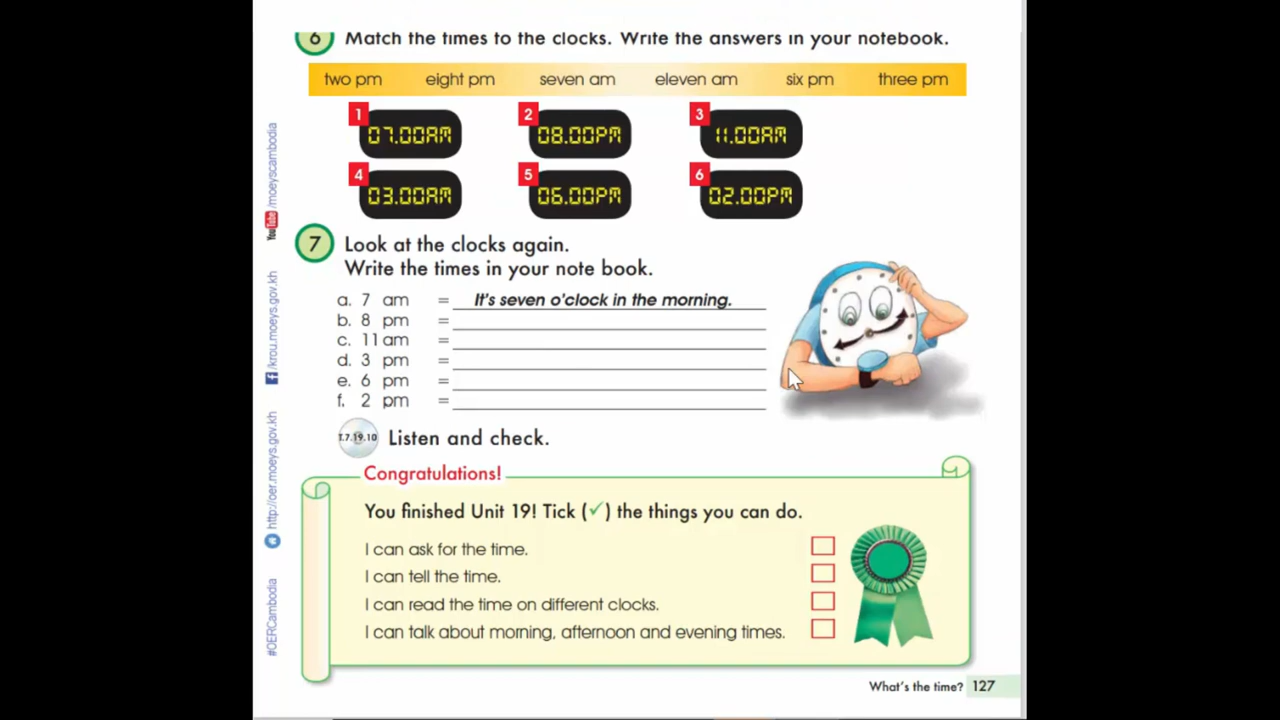 6 Match the times to the clocks. Write the answers in your notebook.
two pm eight pm seven am eleven am six pm three pm
1 07.00AM 2 08.00PM 3 11.00AM
4 03.00AM 5 06.00PM 6 02.00PM
7 Look at the clocks again.
Write the times in your note book.
a. 7 am = It's seven o'clock in the morning.
b. 8 pm =
c. 11 am =
d. 3 pm =
e. 6 pm =
f. 2 pm =
T.7.19.10 Listen and check.
Congratulations!
You finished Unit 19! Tick (✓) the things you can do.
I can ask for the time.
I can tell the time.
I can read the time on different clocks.
I can talk about morning, afternoon and evening times.
What's the time? 127
YouTube /moeyscambodia
f /krou.moeys.gov.kh
http://oer.moeys.gov.kh
#OERCambodia